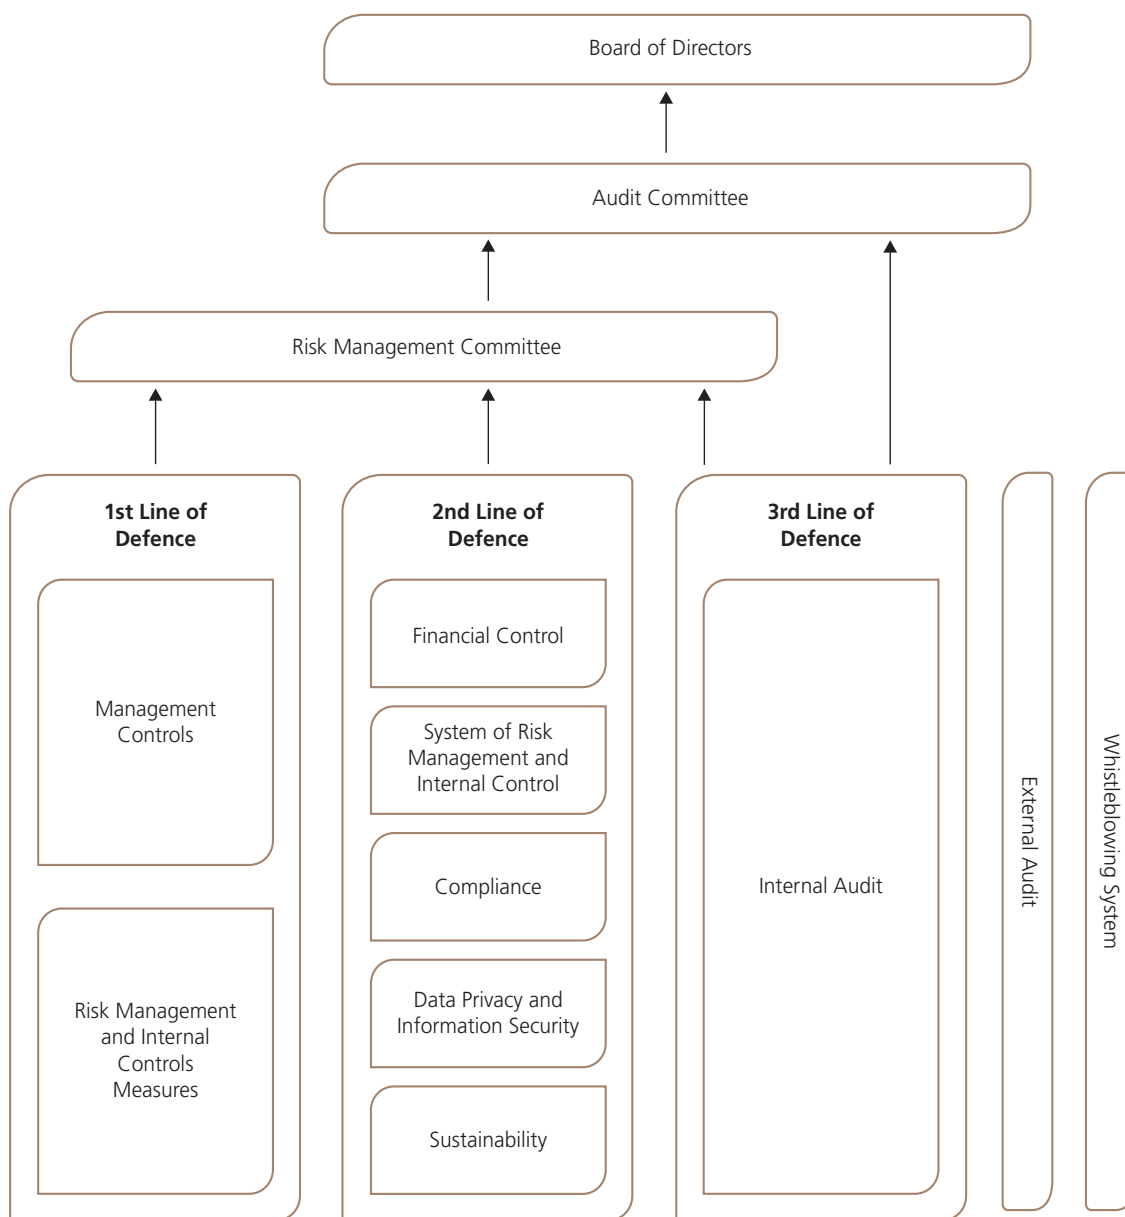 Board of Directors
Audit Committee
Risk Management Committee
1st Line of
Defence
Management
Controls
Risk Management
and Internal
Controls
Measures
2nd Line of
Defence
Financial Control
System of Risk
Management and
Internal Control
Compliance
Data Privacy and
Information Security
Sustainability
3rd Line of
Defence
Internal Audit
External Audit
Whistleblowing System